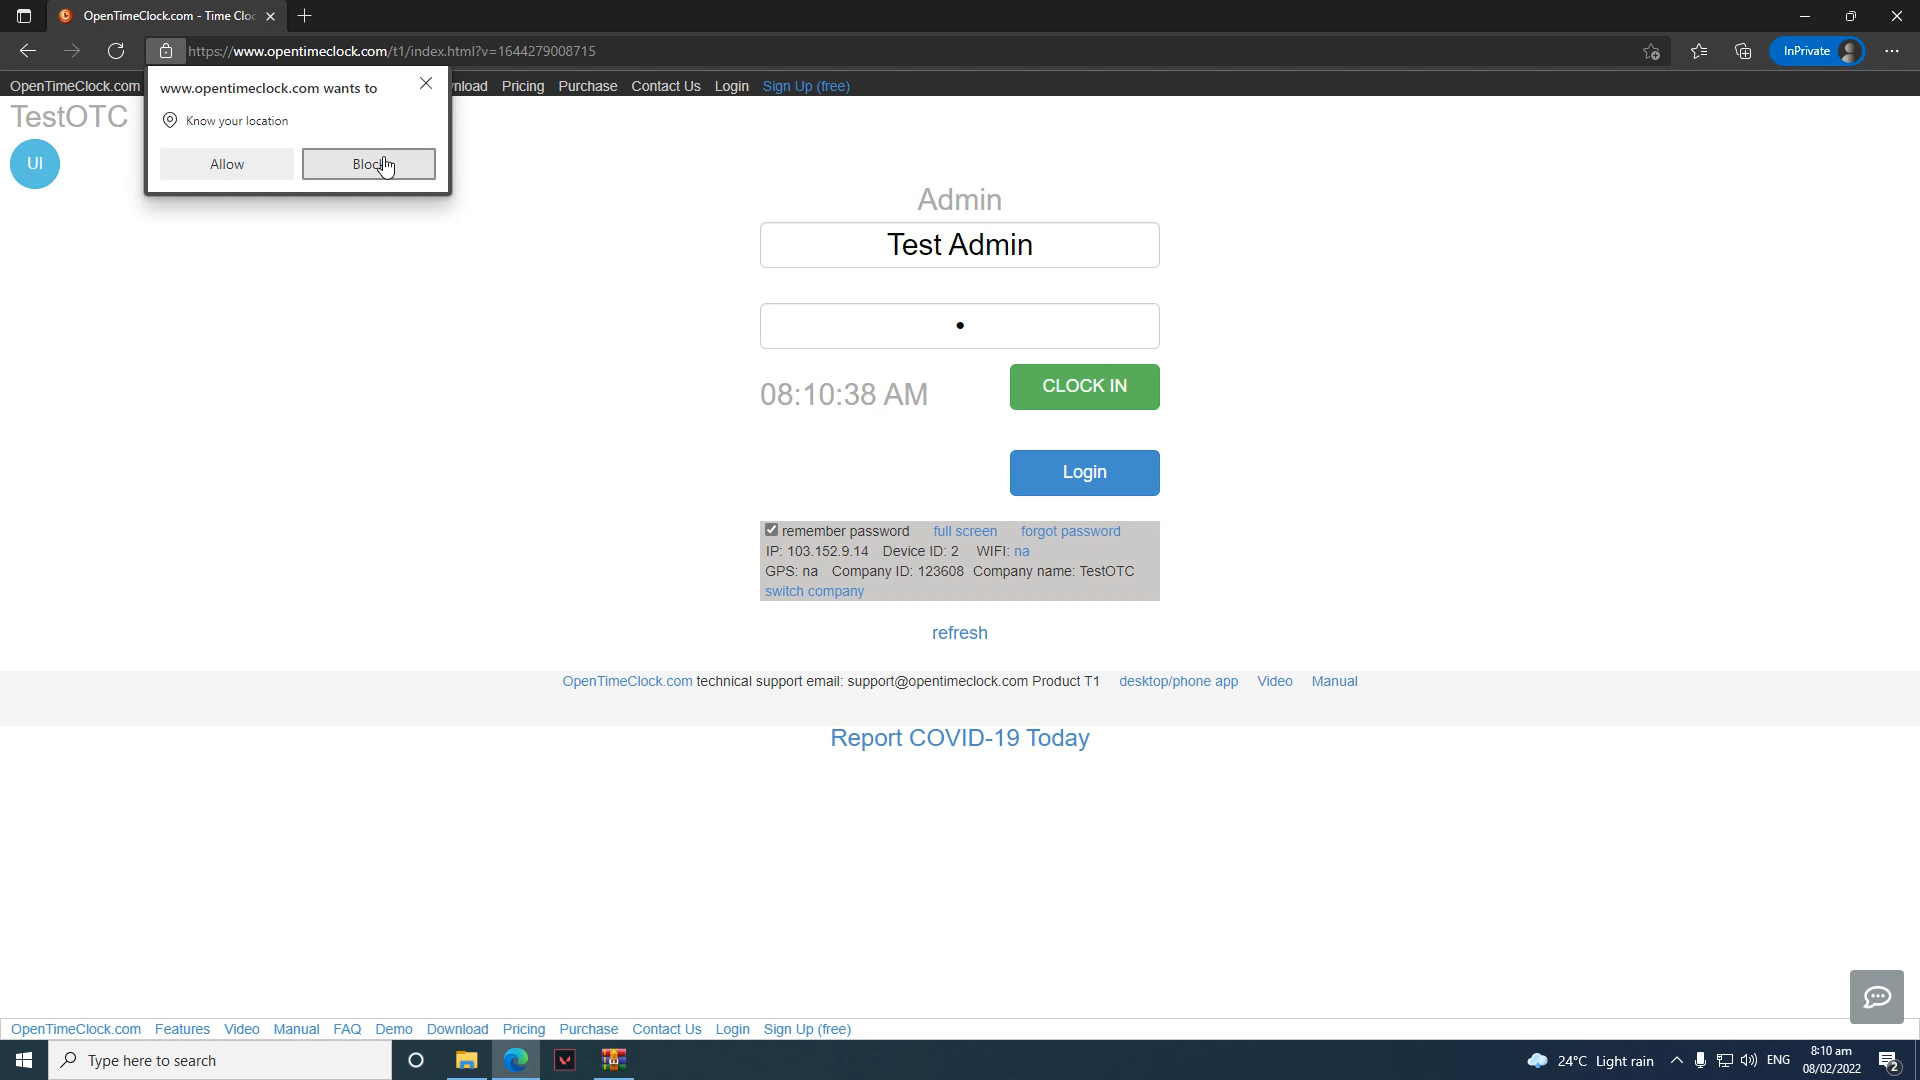 OpenTimeClock.com - Time Cloc
https://www.opentimeclock.com/t1/index.html?v=1644279008715
InPrivate
OpenTimeClock.com
nload Pricing Purchase Contact Us Login Sign Up (free)
www.opentimeclock.com wants to
Know your location
Allow
Block
TestOTC
UI
Admin
Test Admin
•
08:10:38 AM
CLOCK IN
Login
remember password full screen forgot password
IP: 103.152.9.14 Device ID: 2 WIFI: na
GPS: na Company ID: 123608 Company name: TestOTC
switch company
refresh
OpenTimeClock.com technical support email: support@opentimeclock.com Product T1 desktop/phone app Video Manual
Report COVID-19 Today
OpenTimeClock.com Features Video Manual FAQ Demo Download Pricing Purchase Contact Us Login Sign Up (free)
Type here to search
24°C Light rain
ENG
8:10 am
08/02/2022
2